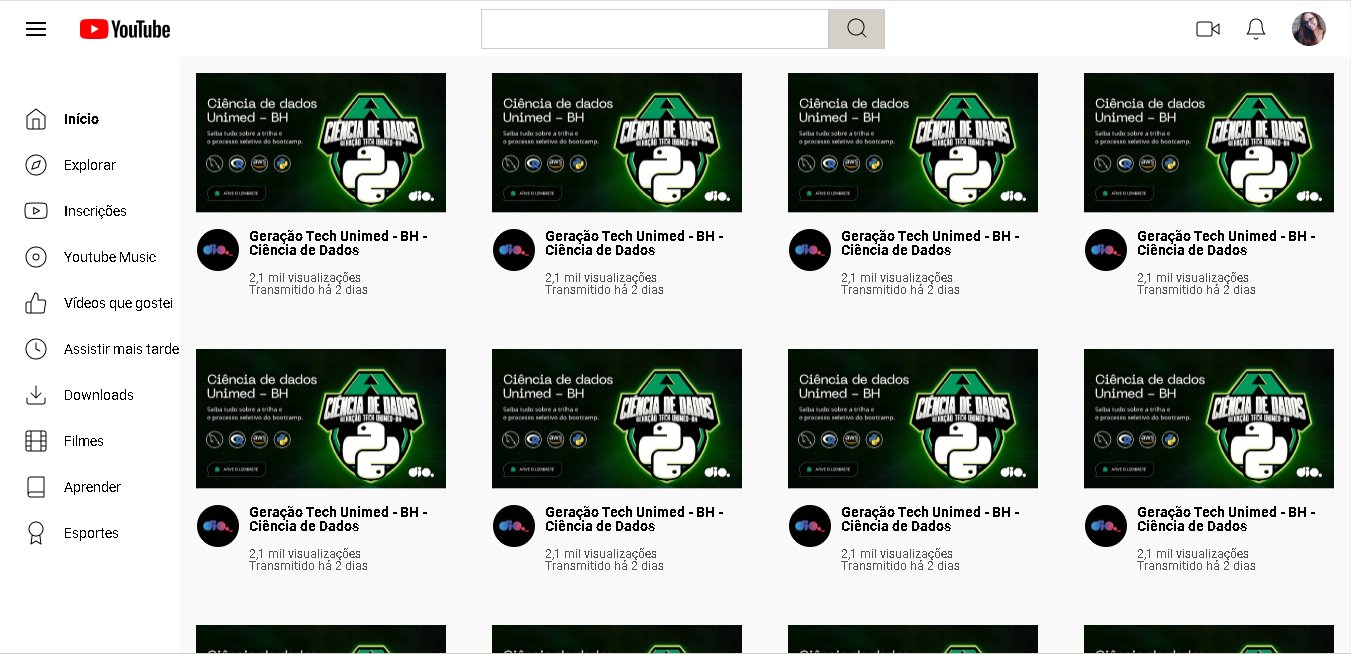 YouTube
Início
Explorar
Inscrições
Youtube Music
Vídeos que gostei
Assistir mais tarde
Downloads
Filmes
Aprender
Esportes
Ciência de dados
Unimed – BH
Saiba tudo sobre a trilha e
o processo seletivo do bootcamp.
aws
ATIVE O LEMBRETE
CIÊNCIA DE DADOS
GERAÇÃO TECH UNIMED-BH
dio.
Ciência de dados
Unimed – BH
Saiba tudo sobre a trilha e
o processo seletivo do bootcamp.
aws
ATIVE O LEMBRETE
CIÊNCIA DE DADOS
GERAÇÃO TECH UNIMED-BH
dio.
Ciência de dados
Unimed – BH
Saiba tudo sobre a trilha e
o processo seletivo do bootcamp.
aws
ATIVE O LEMBRETE
CIÊNCIA DE DADOS
GERAÇÃO TECH UNIMED-BH
dio.
Ciência de dados
Unimed – BH
Saiba tudo sobre a trilha e
o processo seletivo do bootcamp.
aws
ATIVE O LEMBRETE
CIÊNCIA DE DADOS
GERAÇÃO TECH UNIMED-BH
dio.
dio.
Geração Tech Unimed - BH -
Ciência de Dados
2,1 mil visualizações
Transmitido há 2 dias
dio.
Geração Tech Unimed - BH -
Ciência de Dados
2,1 mil visualizações
Transmitido há 2 dias
dio.
Geração Tech Unimed - BH -
Ciência de Dados
2,1 mil visualizações
Transmitido há 2 dias
dio.
Geração Tech Unimed - BH -
Ciência de Dados
2,1 mil visualizações
Transmitido há 2 dias
Ciência de dados
Unimed – BH
Saiba tudo sobre a trilha e
o processo seletivo do bootcamp.
aws
ATIVE O LEMBRETE
CIÊNCIA DE DADOS
GERAÇÃO TECH UNIMED-BH
dio.
Ciência de dados
Unimed – BH
Saiba tudo sobre a trilha e
o processo seletivo do bootcamp.
aws
ATIVE O LEMBRETE
CIÊNCIA DE DADOS
GERAÇÃO TECH UNIMED-BH
dio.
Ciência de dados
Unimed – BH
Saiba tudo sobre a trilha e
o processo seletivo do bootcamp.
aws
ATIVE O LEMBRETE
CIÊNCIA DE DADOS
GERAÇÃO TECH UNIMED-BH
dio.
Ciência de dados
Unimed – BH
Saiba tudo sobre a trilha e
o processo seletivo do bootcamp.
aws
ATIVE O LEMBRETE
CIÊNCIA DE DADOS
GERAÇÃO TECH UNIMED-BH
dio.
dio.
Geração Tech Unimed - BH -
Ciência de Dados
2,1 mil visualizações
Transmitido há 2 dias
dio.
Geração Tech Unimed - BH -
Ciência de Dados
2,1 mil visualizações
Transmitido há 2 dias
dio.
Geração Tech Unimed - BH -
Ciência de Dados
2,1 mil visualizações
Transmitido há 2 dias
dio.
Geração Tech Unimed - BH -
Ciência de Dados
2,1 mil visualizações
Transmitido há 2 dias